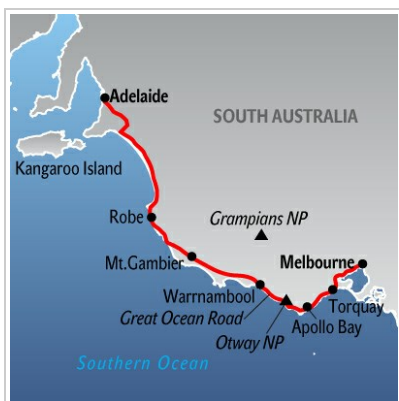 Adelaide
SOUTH AUSTRALIA
Kangaroo Island
Robe
Grampians NP
Mt.Gambier
Melbourne
Warrnambool
Torquay
Great Ocean Road
Apollo Bay
Otway NP
Southern Ocean